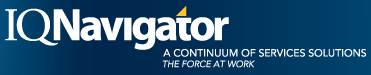 IQNavigator
A CONTINUUM OF SERVICES SOLUTIONS
THE FORCE AT WORK